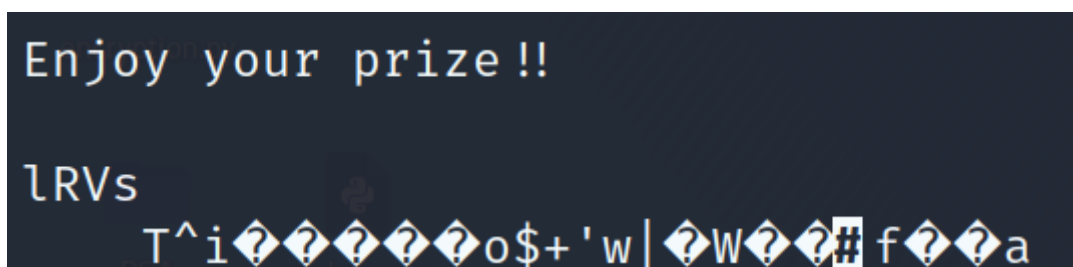 Enjoy your prize!!
lRVs
T^i�����o$+'w|�W��#f��a